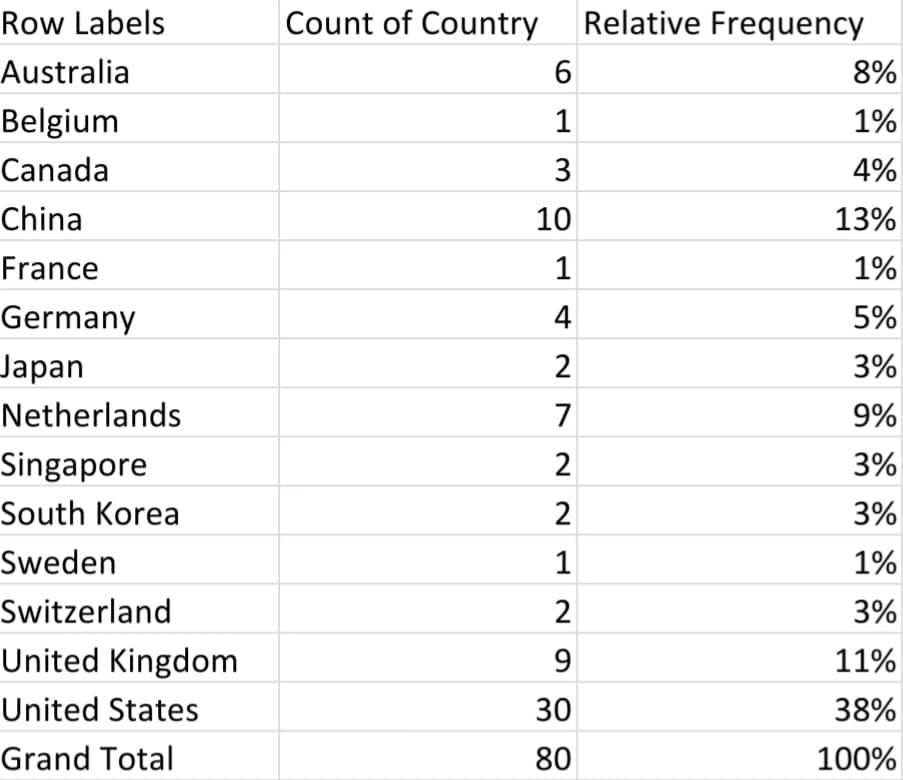 Row Labels Count of Country Relative Frequency
Australia 6 8%
Belgium 1 1%
Canada 3 4%
China 10 13%
France 1 1%
Germany 4 5%
Japan 2 3%
Netherlands 7 9%
Singapore 2 3%
South Korea 2 3%
Sweden 1 1%
Switzerland 2 3%
United Kingdom 9 11%
United States 30 38%
Grand Total 80 100%